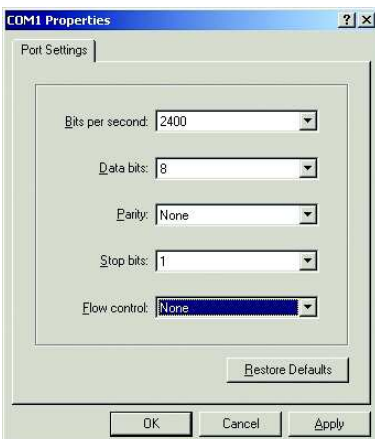 COM1 Properties
Port Settings
Bits per second: 2400
Data bits: 8
Parity: None
Stop bits: 1
Flow control: None
Restore Defaults
OK Cancel Apply